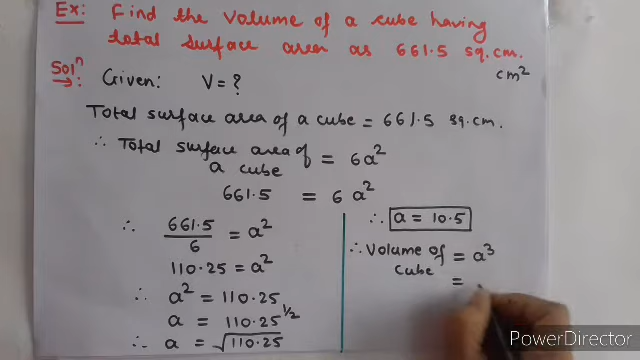 Ex: Find the volume of a cube having
total surface area as 661.5 sq.cm.
cm²
Solⁿ: Given: V = ?
Total surface area of a cube = 661.5 sq.cm.
∴ Total surface area of a cube = 6a²
661.5 = 6 a²
∴ 661.5/6 = a²
110.25 = a²
∴ a² = 110.25
a = 110.25^1/2
∴ a = √110.25
∴ a = 10.5
∴ Volume of cube = a³
=
PowerDirector